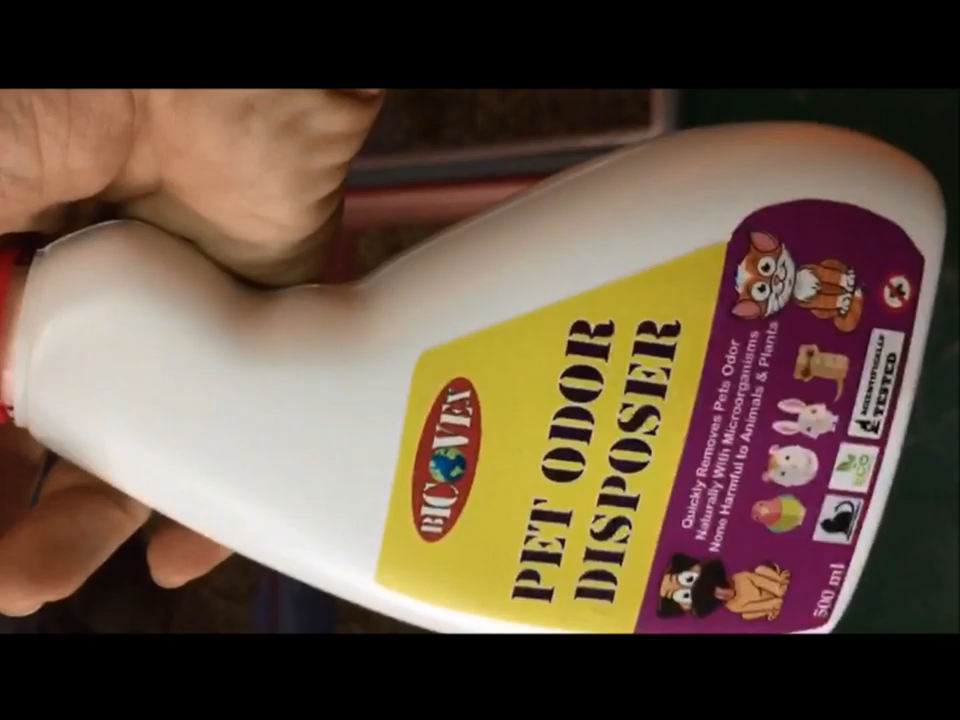 BIOVEX
PET ODOR
DISPOSER
Quickly Removes Pets Odor
Naturally With Microorganisms
None Harmful to Animals & Plants
SCIENTIFICALLY
TESTED
ECO
500 ml